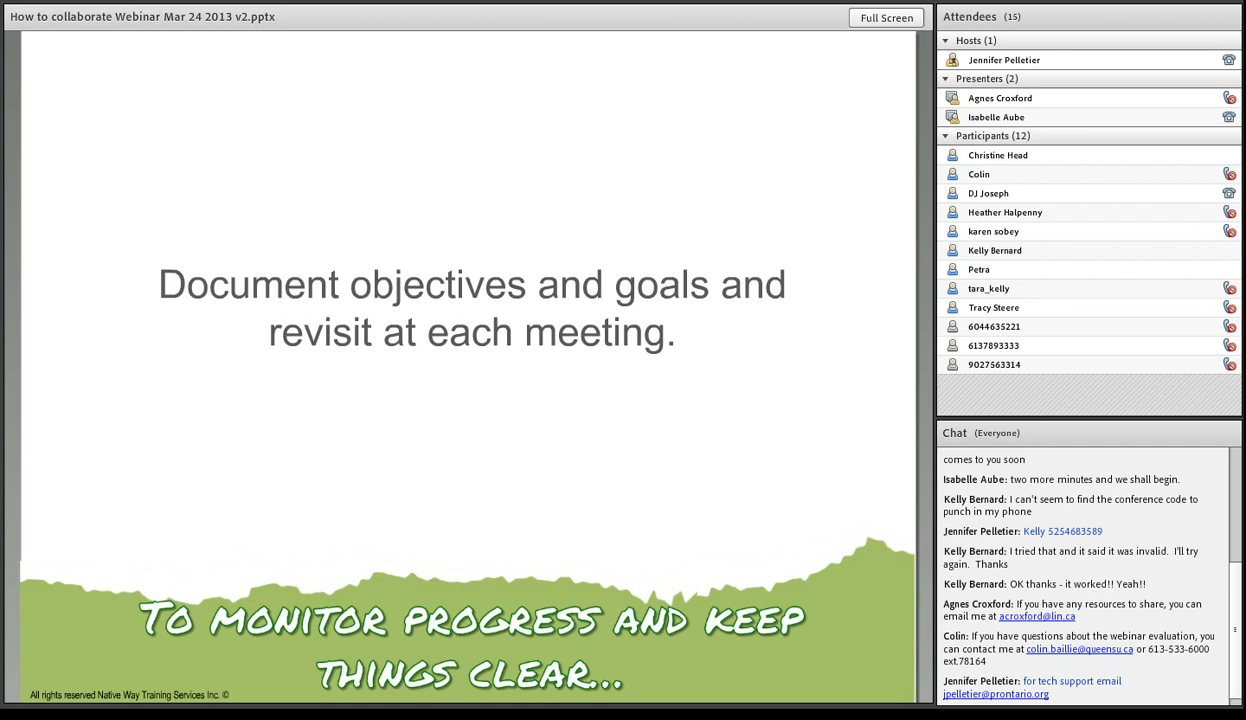 How to collaborate Webinar Mar 24 2013 v2.pptx
Full Screen
Document objectives and goals and
revisit at each meeting.
To monitor progress and keep
things clear...
All rights reserved Native Way Training Services Inc. ©
Attendees (15)
Hosts (1)
Jennifer Pelletier
Presenters (2)
Agnes Croxford
Isabelle Aube
Participants (12)
Christine Head
Colin
DJ Joseph
Heather Halpenny
karen sobey
Kelly Bernard
Petra
tara_kelly
Tracy Steere
6044635221
6137893333
9027563314
Chat (Everyone)
comes to you soon
Isabelle Aube: two more minutes and we shall begin.
Kelly Bernard: I can't seem to find the conference code to
punch in my phone
Jennifer Pelletier: Kelly 5254683589
Kelly Bernard: I tried that and it said it was invalid. I'll try
again. Thanks
Kelly Bernard: OK thanks - it worked!! Yeah!!
Agnes Croxford: If you have any resources to share, you can
email me at acroxford@lin.ca
Colin: If you have questions about the webinar evaluation, you
can contact me at colin.baillie@queensu.ca or 613-533-6000
ext.78164
Jennifer Pelletier: for tech support email
jpelletier@prontario.org